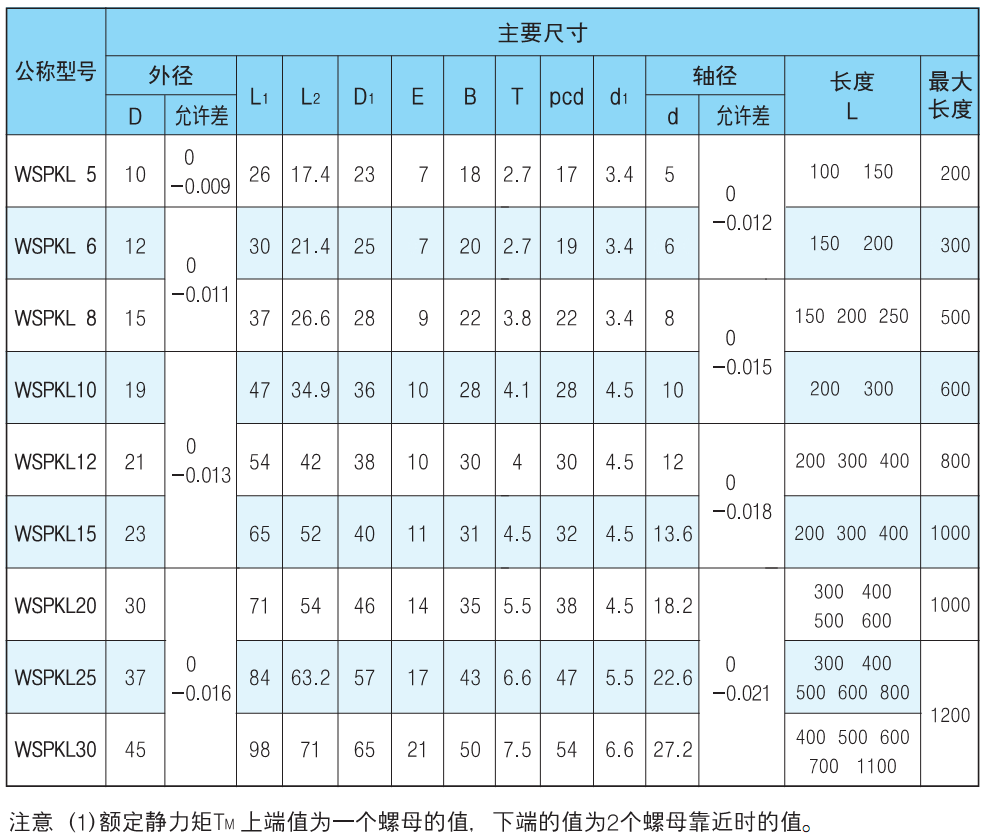 主要尺寸
公称型号 外径 L1 L2 D1 E B T pcd d1 轴径 长度 L 最大长度
D 允许差 d 允许差
WSPKL 5 10 0 −0.009 26 17.4 23 7 18 2.7 17 3.4 5 0 −0.012 100 150 200
WSPKL 6 12 0 −0.011 30 21.4 25 7 20 2.7 19 3.4 6 150 200 300
WSPKL 8 15 37 26.6 28 9 22 3.8 22 3.4 8 0 −0.015 150 200 250 500
WSPKL10 19 0 −0.013 47 34.9 36 10 28 4.1 28 4.5 10 200 300 600
WSPKL12 21 54 42 38 10 30 4 30 4.5 12 0 −0.018 200 300 400 800
WSPKL15 23 65 52 40 11 31 4.5 32 4.5 13.6 200 300 400 1000
WSPKL20 30 0 −0.016 71 54 46 14 35 5.5 38 4.5 18.2 0 −0.021 300 400 500 600 1000
WSPKL25 37 84 63.2 57 17 43 6.6 47 5.5 22.6 300 400 500 600 800 1200
WSPKL30 45 98 71 65 21 50 7.5 54 6.6 27.2 400 500 600 700 1100
注意 (1)额定静力矩TM 上端值为一个螺母的值, 下端的值为2个螺母靠近时的值。